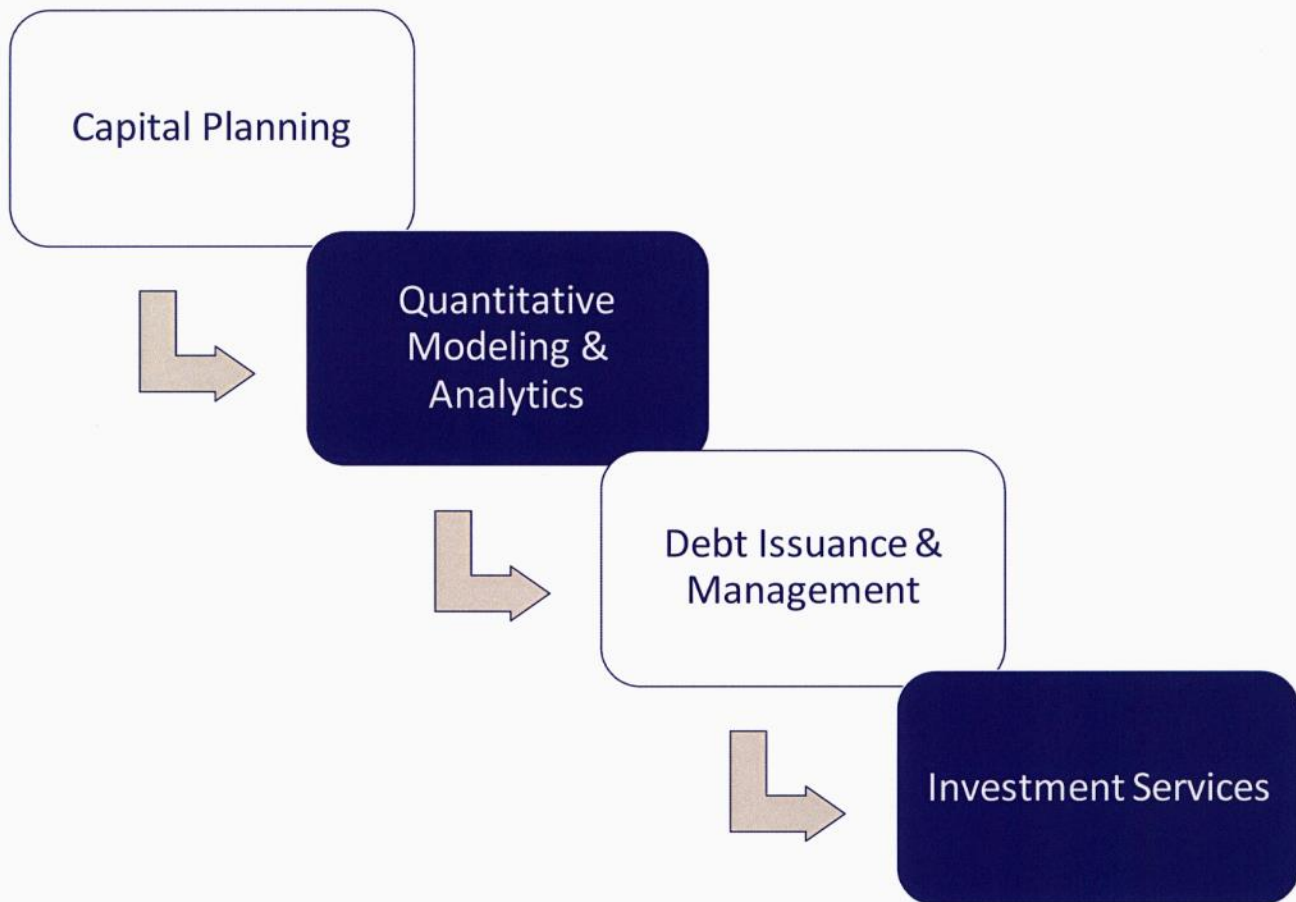 Capital Planning
Quantitative
Modeling &
Analytics
Debt Issuance &
Management
Investment Services